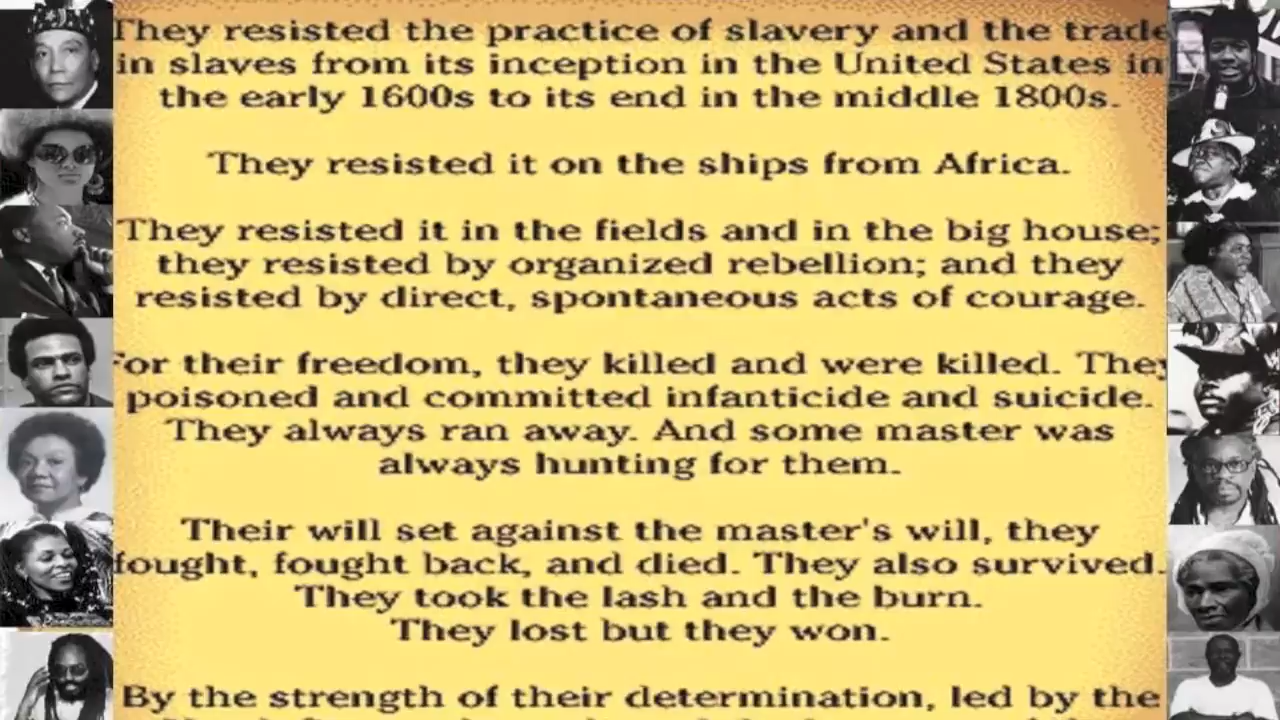 They resisted the practice of slavery and the trade
in slaves from its inception in the United States in
the early 1600s to its end in the middle 1800s.
They resisted it on the ships from Africa.
They resisted it in the fields and in the big house;
they resisted by organized rebellion; and they
resisted by direct, spontaneous acts of courage.
For their freedom, they killed and were killed. They
poisoned and committed infanticide and suicide.
They always ran away. And some master was
always hunting for them.
Their will set against the master's will, they
fought, fought back, and died. They also survived.
They took the lash and the burn.
They lost but they won.
By the strength of their determination, led by the